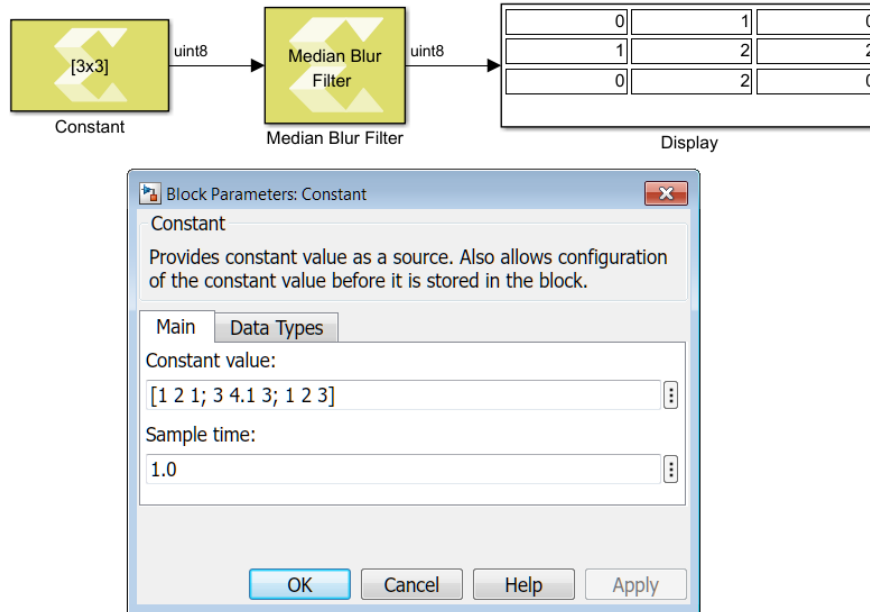 [3x3]
uint8
Median Blur
Filter
uint8
0 1 0
1 2 2
0 2 0
Constant
Median Blur Filter
Display
Block Parameters: Constant
Constant
Provides constant value as a source. Also allows configuration
of the constant value before it is stored in the block.
Main Data Types
Constant value:
[1 2 1; 3 4.1 3; 1 2 3]
Sample time:
1.0
OK Cancel Help Apply